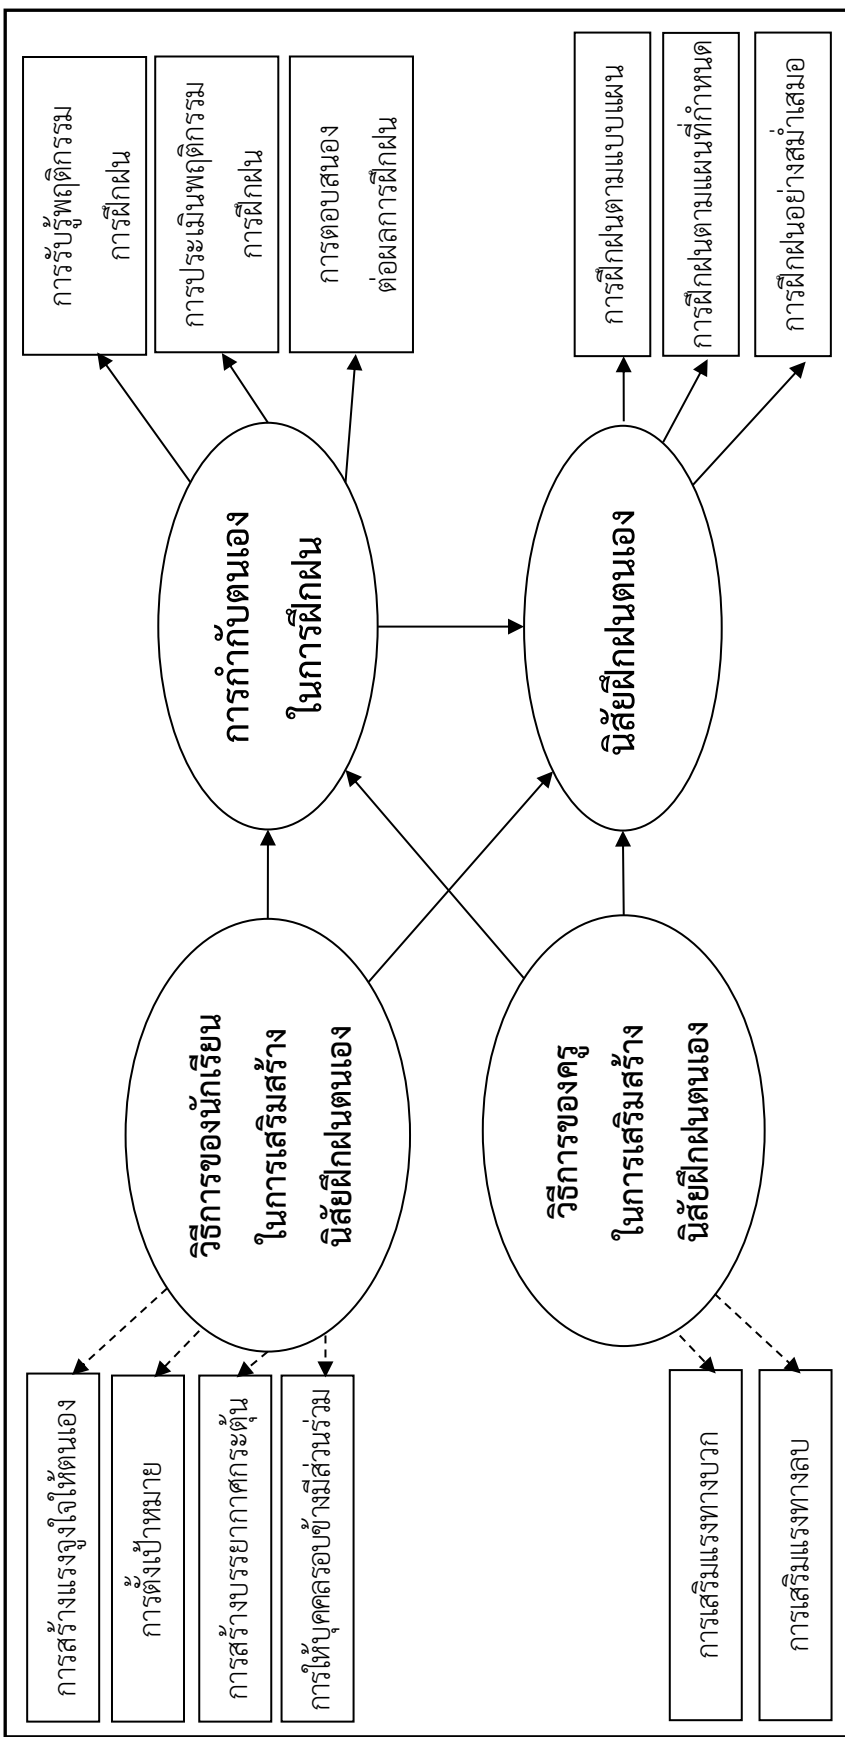 การสร้างแรงจูงใจให้ตนเอง
การตั้งเป้าหมาย
การสร้างบรรยากาศกระตุ้น
การให้บุคคลรอบข้างมีส่วนร่วม
การเสริมแรงทางบวก
การเสริมแรงทางลบ
วิธีการของนักเรียน
ในการเสริมสร้าง
นิสัยฝึกฝนตนเอง
วิธีการของครู
ในการเสริมสร้าง
นิสัยฝึกฝนตนเอง
การกำกับตนเอง
ในการฝึกฝน
นิสัยฝึกฝนตนเอง
การรับรู้พฤติกรรม
การฝึกฝน
การประเมินพฤติกรรม
การฝึกฝน
การตอบสนอง
ต่อผลการฝึกฝน
การฝึกฝนตามแบบแผน
การฝึกฝนตามแผนที่กำหนด
การฝึกฝนอย่างสม่ำเสมอ